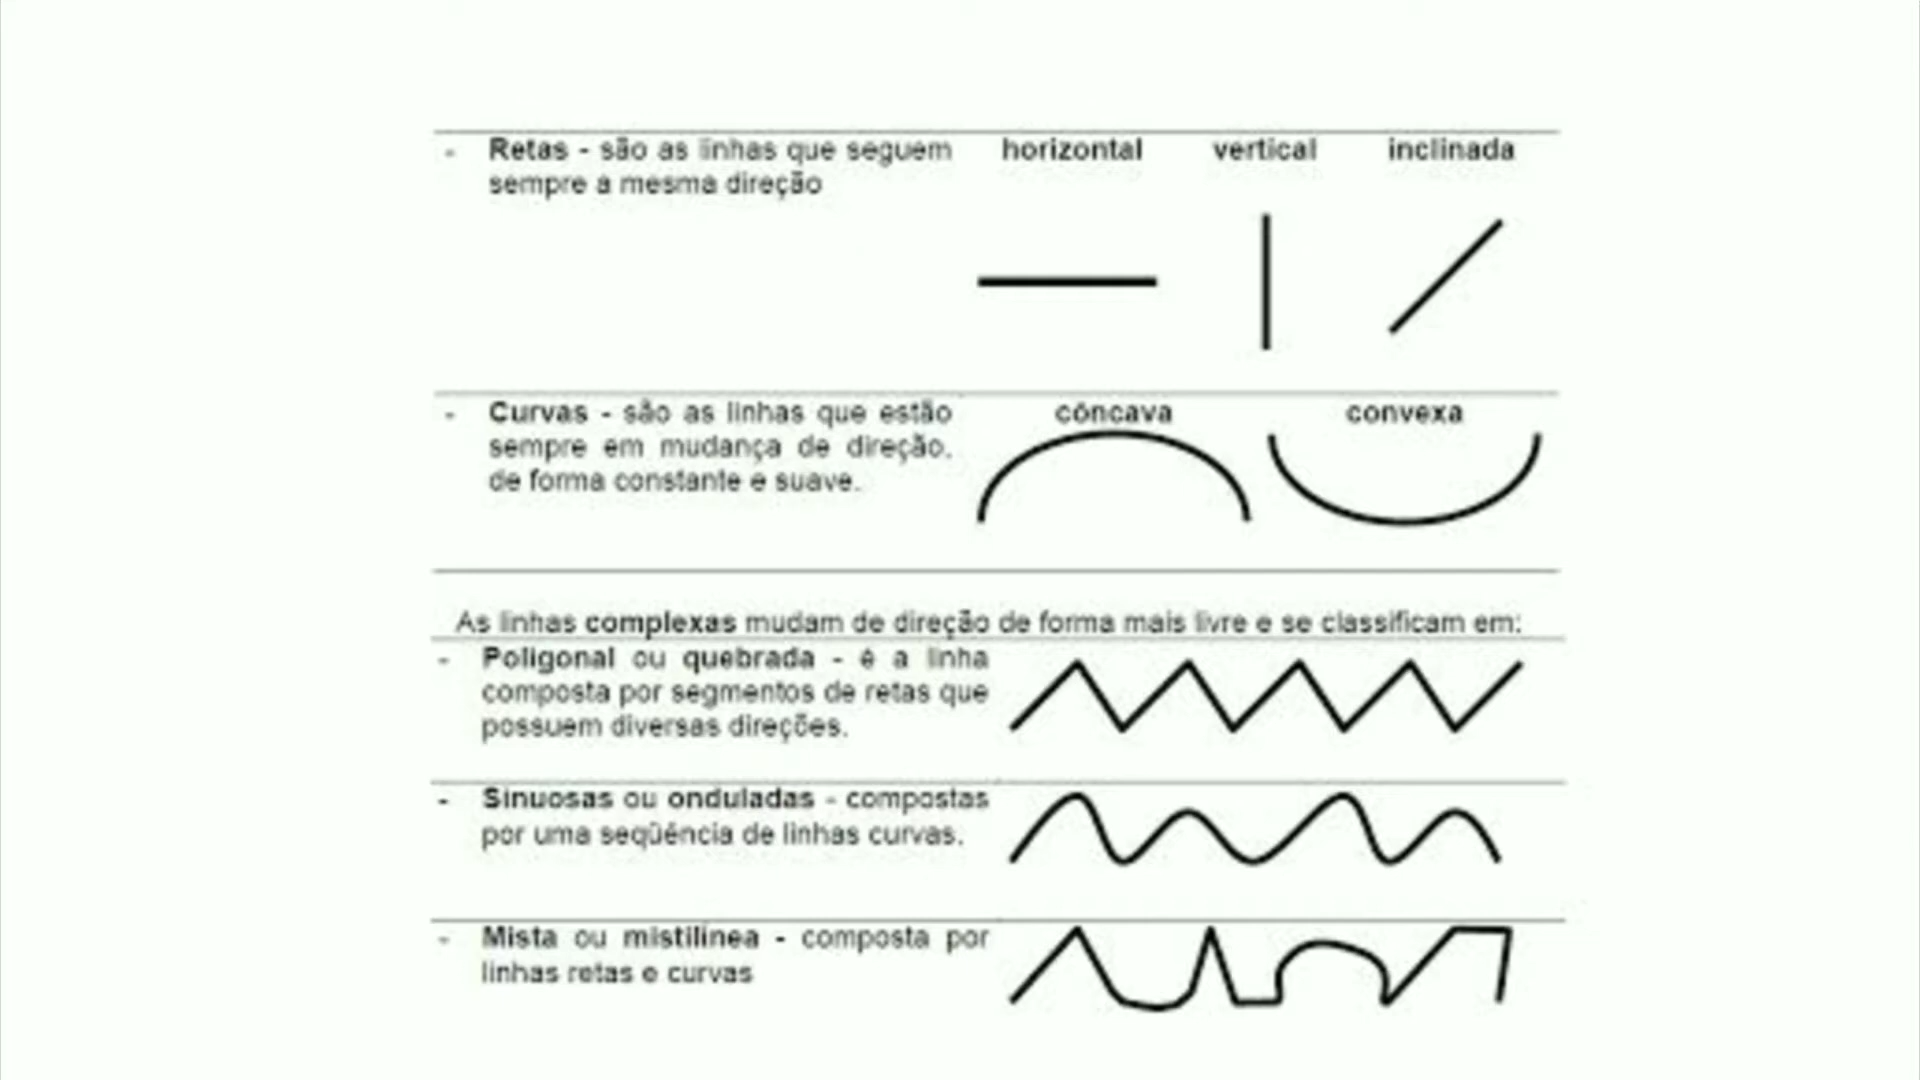 - Retas - são as linhas que seguem
sempre a mesma direção
horizontal vertical inclinada
- Curvas - são as linhas que estão
sempre em mudança de direção,
de forma constante e suave.
côncava convexa
As linhas complexas mudam de direção de forma mais livre e se classificam em:
- Poligonal ou quebrada - é a linha
composta por segmentos de retas que
possuem diversas direções.
- Sinuosas ou onduladas - compostas
por uma seqüência de linhas curvas.
- Mista ou mistilínea - composta por
linhas retas e curvas